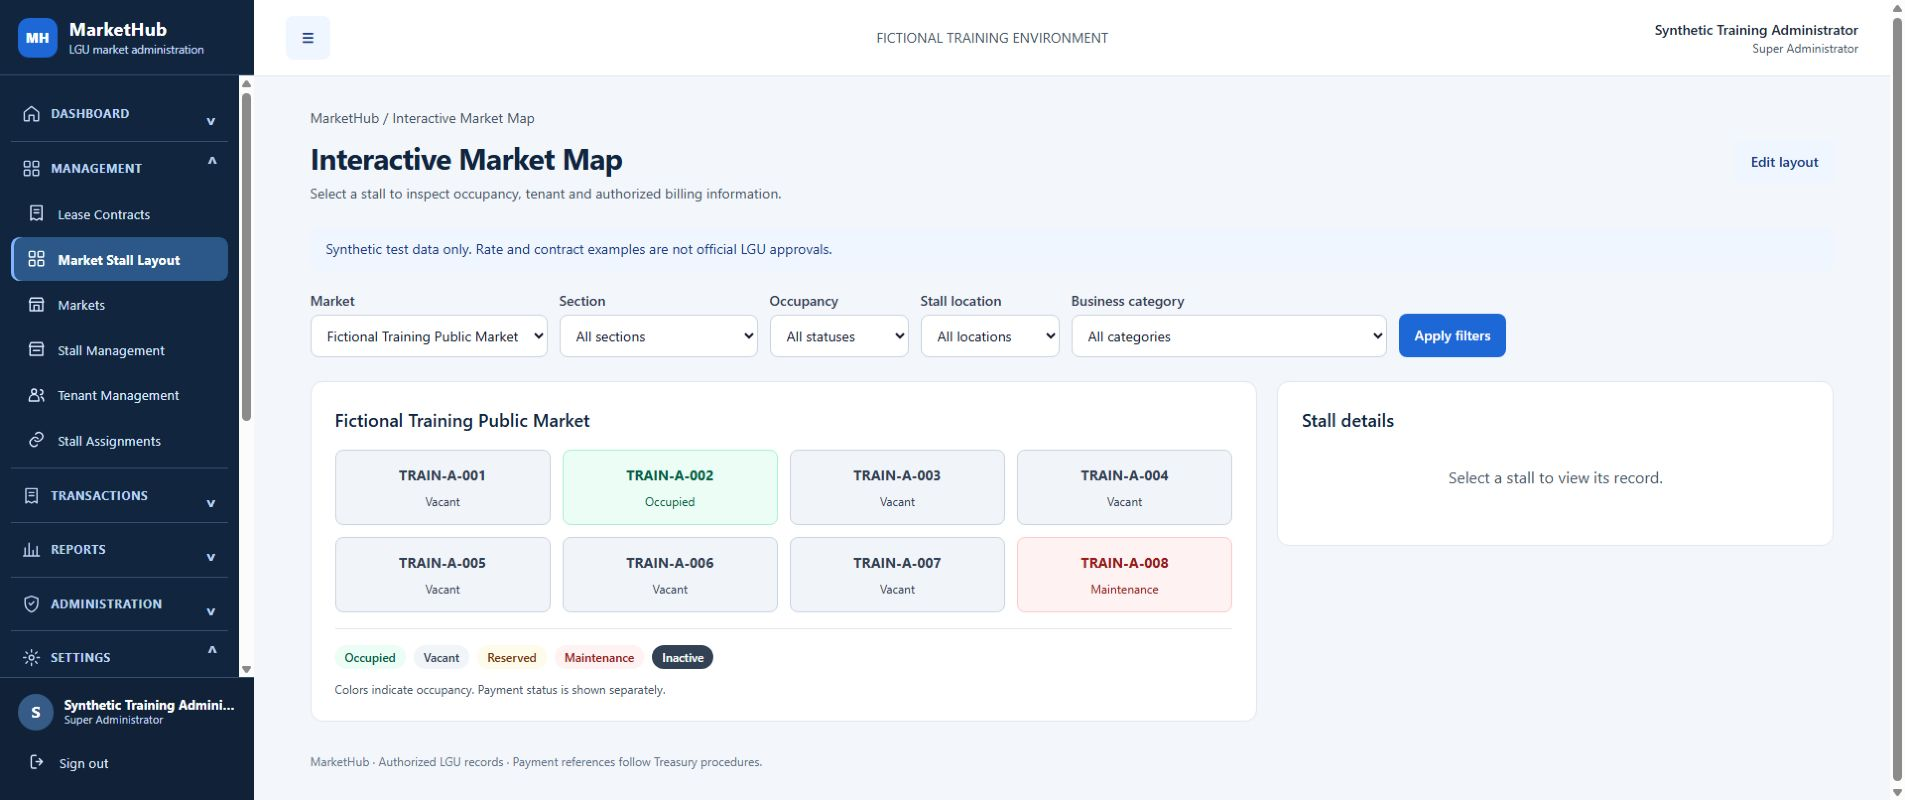 MH
MarketHub
LGU market administration
DASHBOARD
MANAGEMENT
Lease Contracts
Market Stall Layout
Markets
Stall Management
Tenant Management
Stall Assignments
TRANSACTIONS
REPORTS
ADMINISTRATION
SETTINGS
S
Synthetic Training Admini...
Super Administrator
Sign out
FICTIONAL TRAINING ENVIRONMENT
Synthetic Training Administrator
Super Administrator
MarketHub / Interactive Market Map
Interactive Market Map
Edit layout
Select a stall to inspect occupancy, tenant and authorized billing information.
Synthetic test data only. Rate and contract examples are not official LGU approvals.
Market Section Occupancy Stall location Business category
Fictional Training Public Market All sections All statuses All locations All categories Apply filters
Fictional Training Public Market
TRAIN-A-001 TRAIN-A-002 TRAIN-A-003 TRAIN-A-004
Vacant Occupied Vacant Vacant
TRAIN-A-005 TRAIN-A-006 TRAIN-A-007 TRAIN-A-008
Vacant Vacant Vacant Maintenance
Occupied Vacant Reserved Maintenance Inactive
Colors indicate occupancy. Payment status is shown separately.
Stall details
Select a stall to view its record.
MarketHub · Authorized LGU records · Payment references follow Treasury procedures.